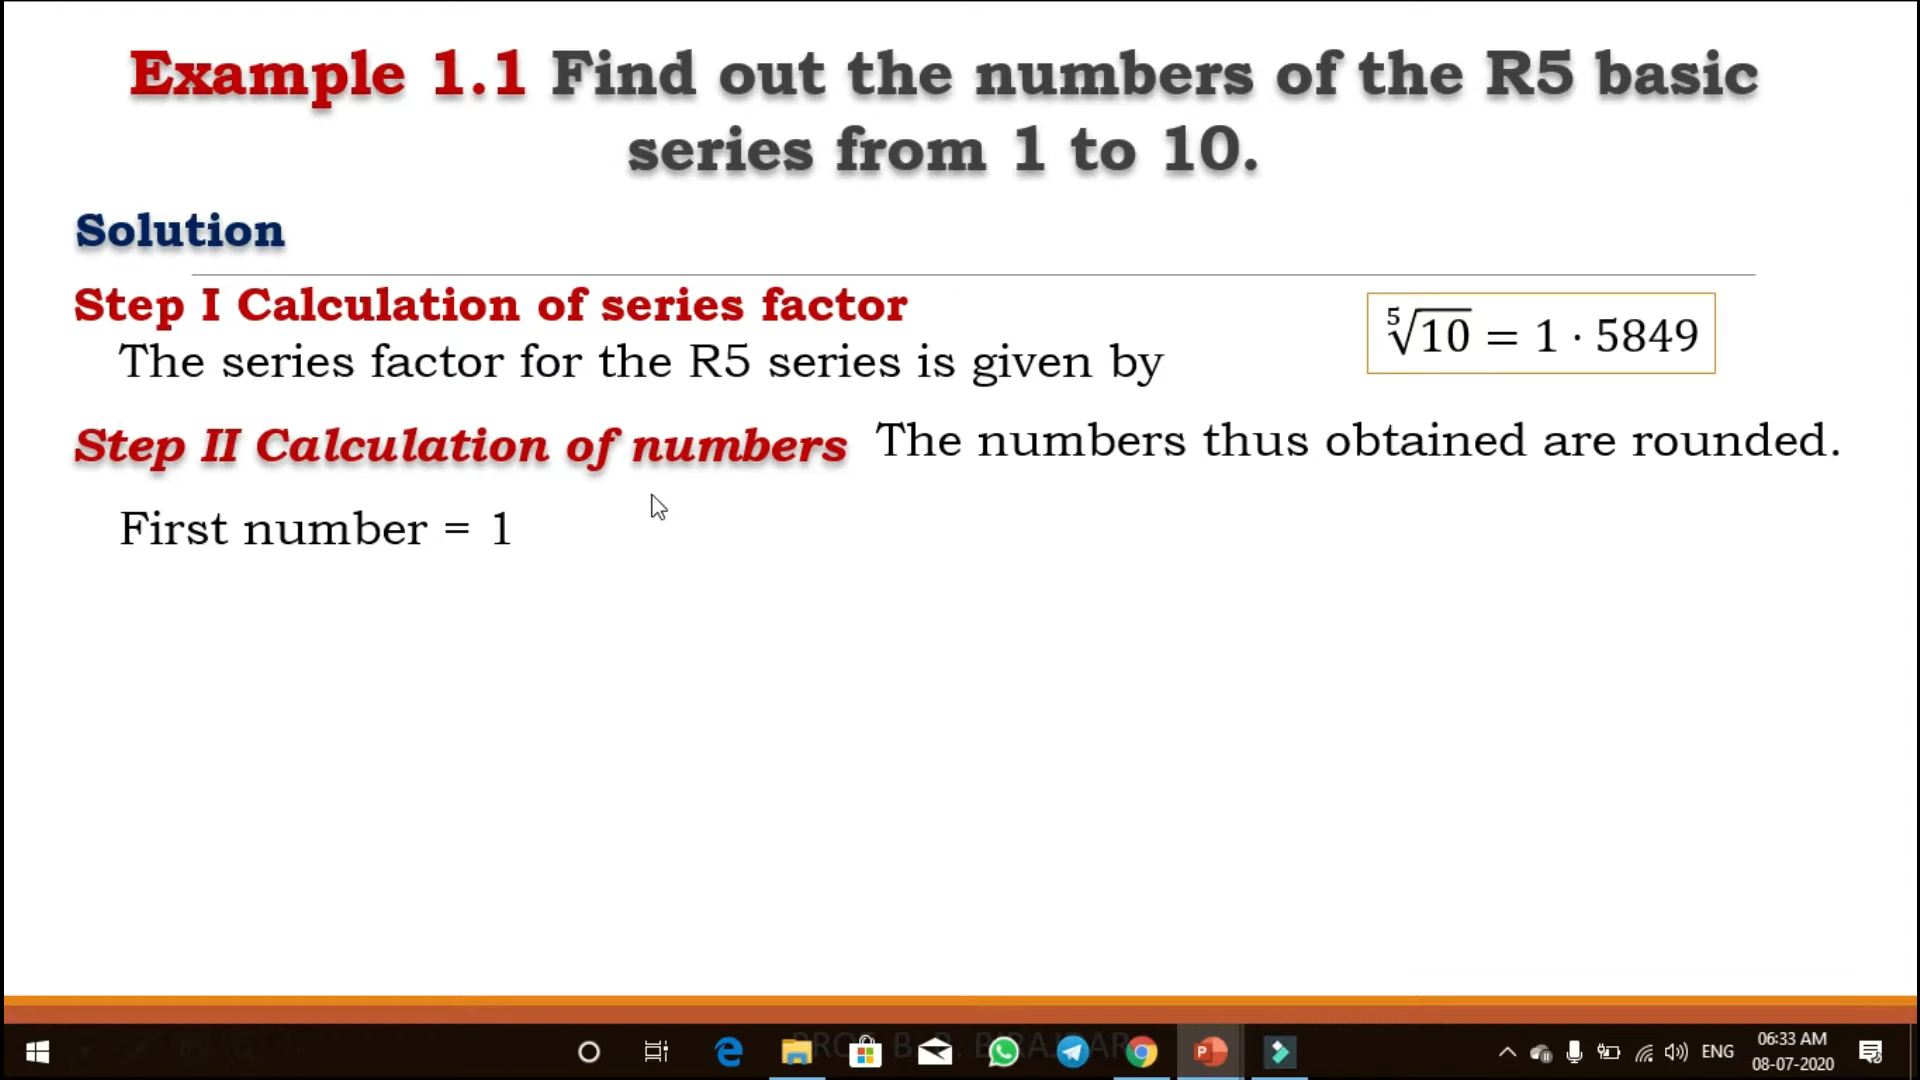 Example 1.1 Find out the numbers of the R5 basic
series from 1 to 10.
Solution
Step I Calculation of series factor
The series factor for the R5 series is given by
⁵√10 = 1 · 5849
Step II Calculation of numbers The numbers thus obtained are rounded.
First number = 1
ENG
06:33 AM
08-07-2020